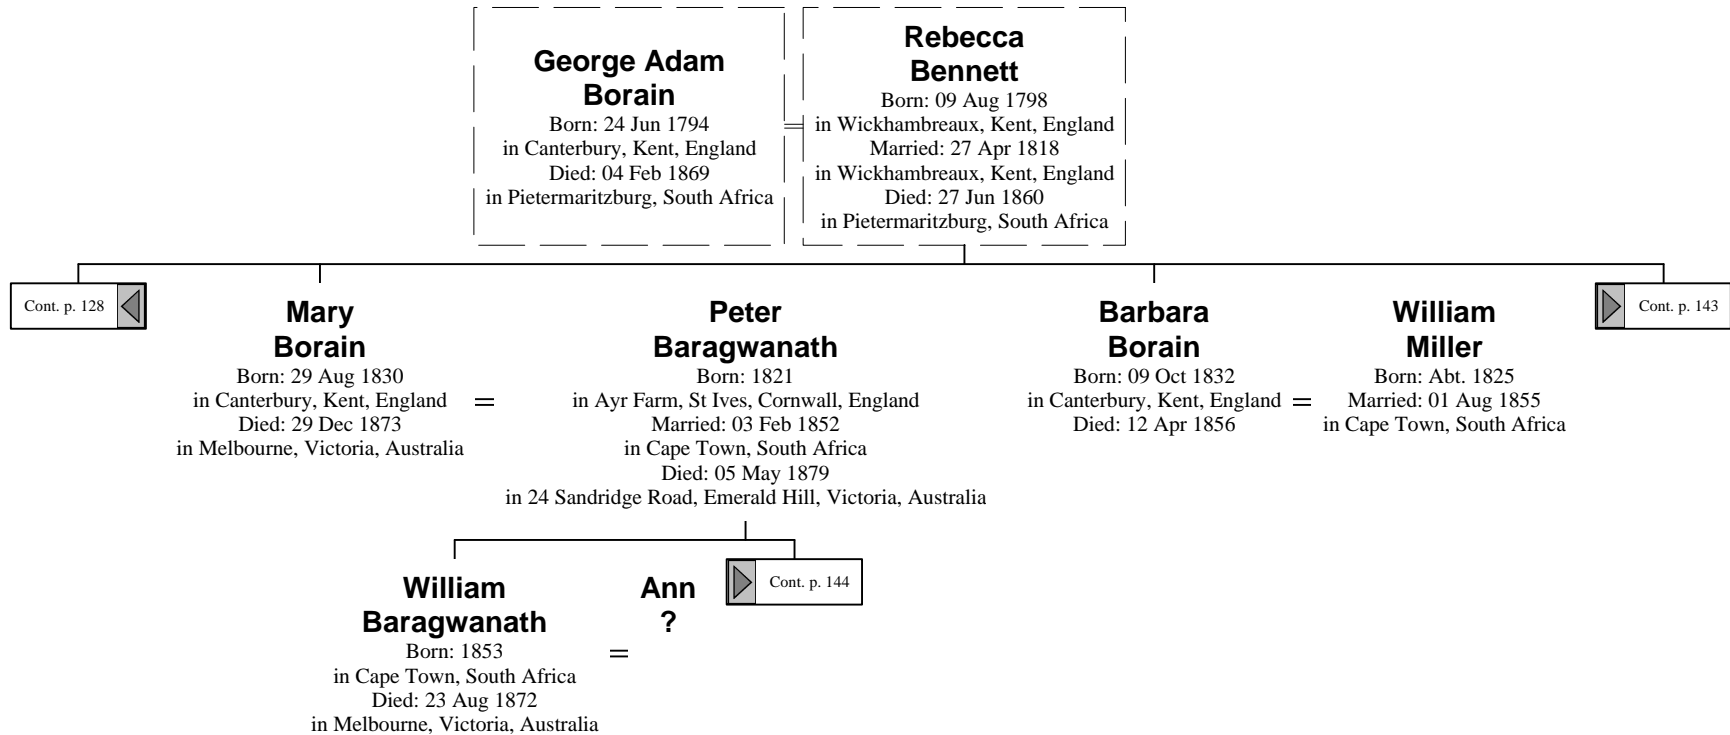 George Adam
Borain
Born: 24 Jun 1794
in Canterbury, Kent, England
Died: 04 Feb 1869
in Pietermaritzburg, South Africa
=
Rebecca
Bennett
Born: 09 Aug 1798
in Wickhambreaux, Kent, England
Married: 27 Apr 1818
in Wickhambreaux, Kent, England
Died: 27 Jun 1860
in Pietermaritzburg, South Africa
Cont. p. 128
Mary
Borain
Born: 29 Aug 1830
in Canterbury, Kent, England
Died: 29 Dec 1873
in Melbourne, Victoria, Australia
=
Peter
Baragwanath
Born: 1821
in Ayr Farm, St Ives, Cornwall, England
Married: 03 Feb 1852
in Cape Town, South Africa
Died: 05 May 1879
in 24 Sandridge Road, Emerald Hill, Victoria, Australia
Barbara
Borain
Born: 09 Oct 1832
in Canterbury, Kent, England
Died: 12 Apr 1856
=
William
Miller
Born: Abt. 1825
Married: 01 Aug 1855
in Cape Town, South Africa
Cont. p. 143
William
Baragwanath
Born: 1853
in Cape Town, South Africa
Died: 23 Aug 1872
in Melbourne, Victoria, Australia
=
Ann
?
Cont. p. 144